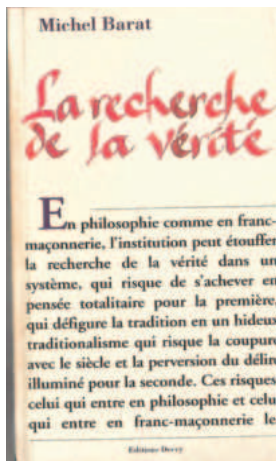 Michel Barat
La recherche
de la vérité
En philosophie comme en franc-
maçonnerie, l'institution peut étouffer
la recherche de la vérité dans un
système, qui risque de s'achever en
pensée totalitaire pour la première,
qui défigure la tradition en un hideux
traditionalisme qui risque la coupure
avec le siècle et la perversion du délire
illuminé pour la seconde. Ces risques
celui qui entre en philosophie et celui
qui entre en franc-maçonnerie le
Editions Dervy